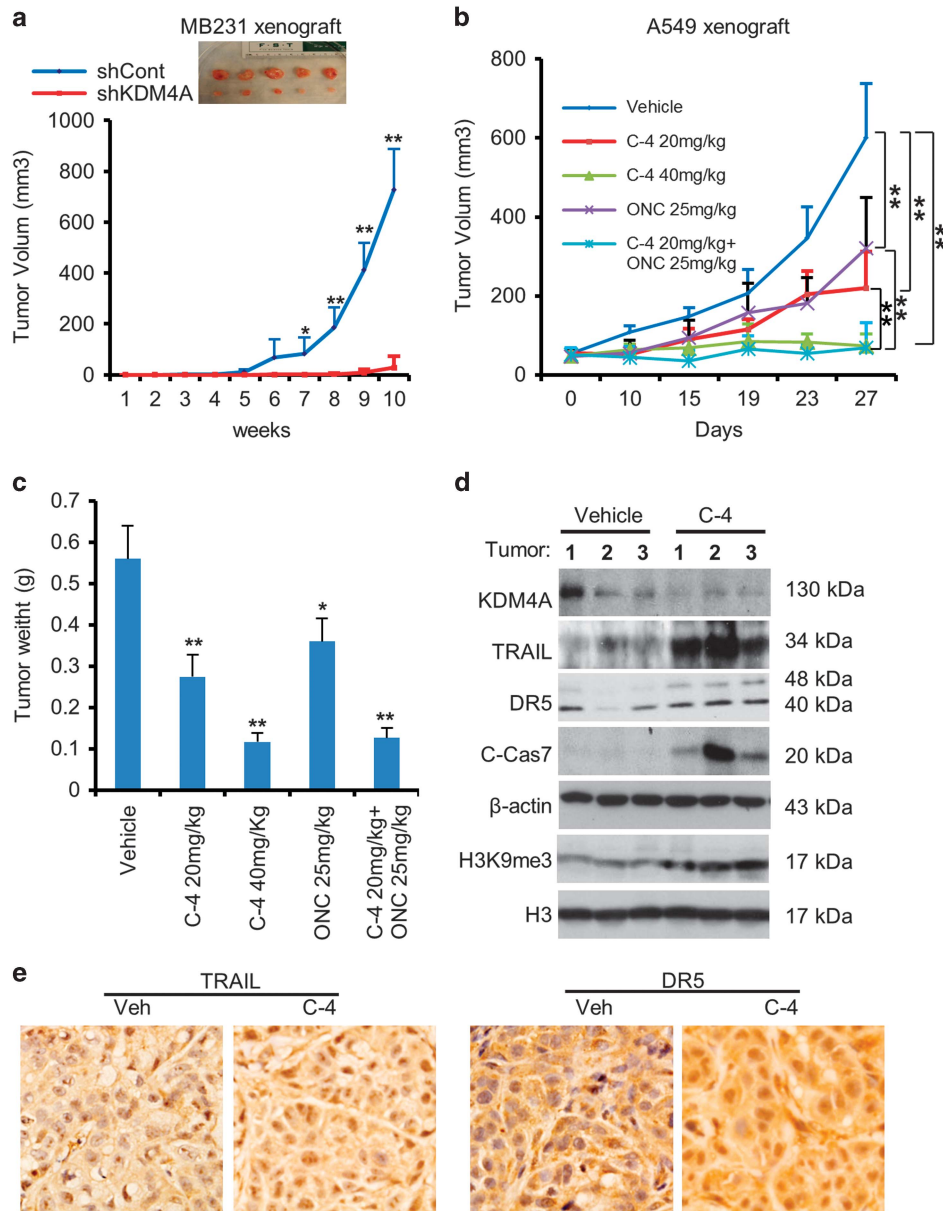 a
MB231 xenograft
shCont
shKDM4A
F·B·T
Tumor Volum (mm3)
1000
800
600
400
200
0
*
**
**
**
1 2 3 4 5 6 7 8 9 10
weeks
b
A549 xenograft
Tumor Volum (mm3)
800
600
400
200
0
Vehicle
C-4 20mg/kg
C-4 40mg/kg
ONC 25mg/kg
C-4 20mg/kg+
ONC 25mg/kg
**
**
**
**
**
0 10 15 19 23 27
Days
c
Tumor weitht (g)
0.7
0.6
0.5
0.4
0.3
0.2
0.1
0
**
**
*
**
Vehicle
C-4 20mg/kg
C-4 40mg/Kg
ONC 25mg/kg
C-4 20mg/kg+
ONC 25mg/kg
d
Vehicle C-4
Tumor: 1 2 3 1 2 3
KDM4A 130 kDa
TRAIL 34 kDa
48 kDa
DR5 40 kDa
C-Cas7 20 kDa
β-actin 43 kDa
H3K9me3 17 kDa
H3 17 kDa
e
TRAIL
Veh C-4
DR5
Veh C-4